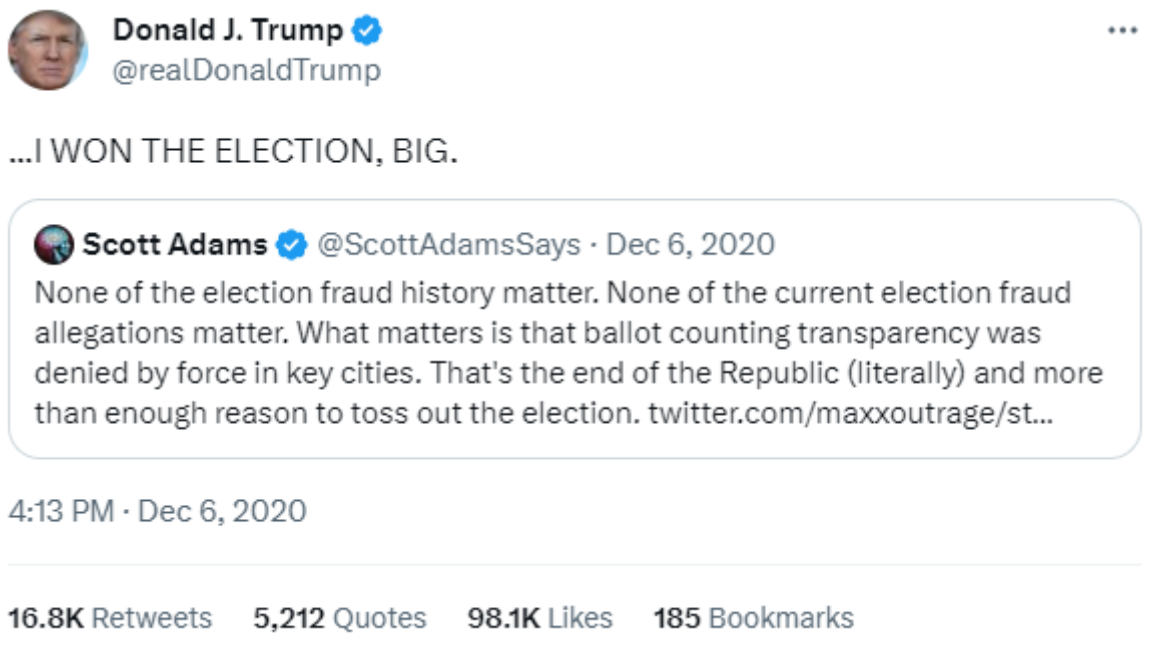 Donald J. Trump
@realDonaldTrump
...I WON THE ELECTION, BIG.
Scott Adams @ScottAdamsSays · Dec 6, 2020
None of the election fraud history matter. None of the current election fraud
allegations matter. What matters is that ballot counting transparency was
denied by force in key cities. That's the end of the Republic (literally) and more
than enough reason to toss out the election. twitter.com/maxxoutrage/st...
4:13 PM · Dec 6, 2020
16.8K Retweets 5,212 Quotes 98.1K Likes 185 Bookmarks